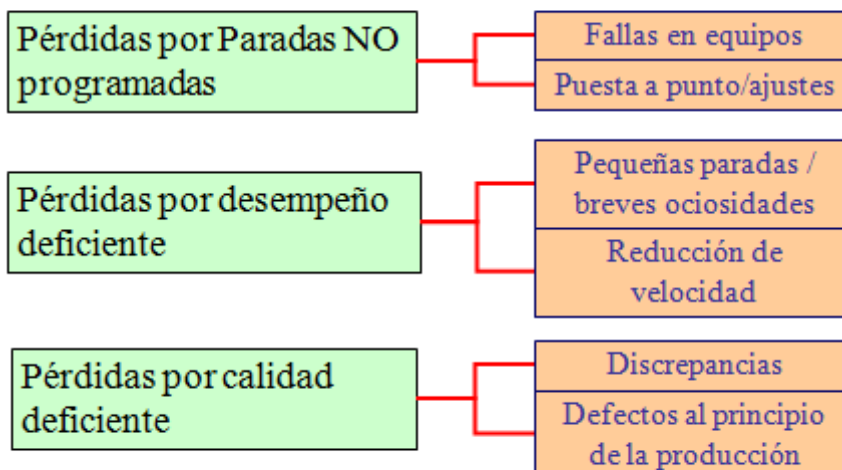 Pérdidas por Paradas NO
programadas
Fallas en equipos
Puesta a punto/ajustes
Pérdidas por desempeño
deficiente
Pequeñas paradas /
breves ociosidades
Reducción de
velocidad
Pérdidas por calidad
deficiente
Discrepancias
Defectos al principio
de la producción